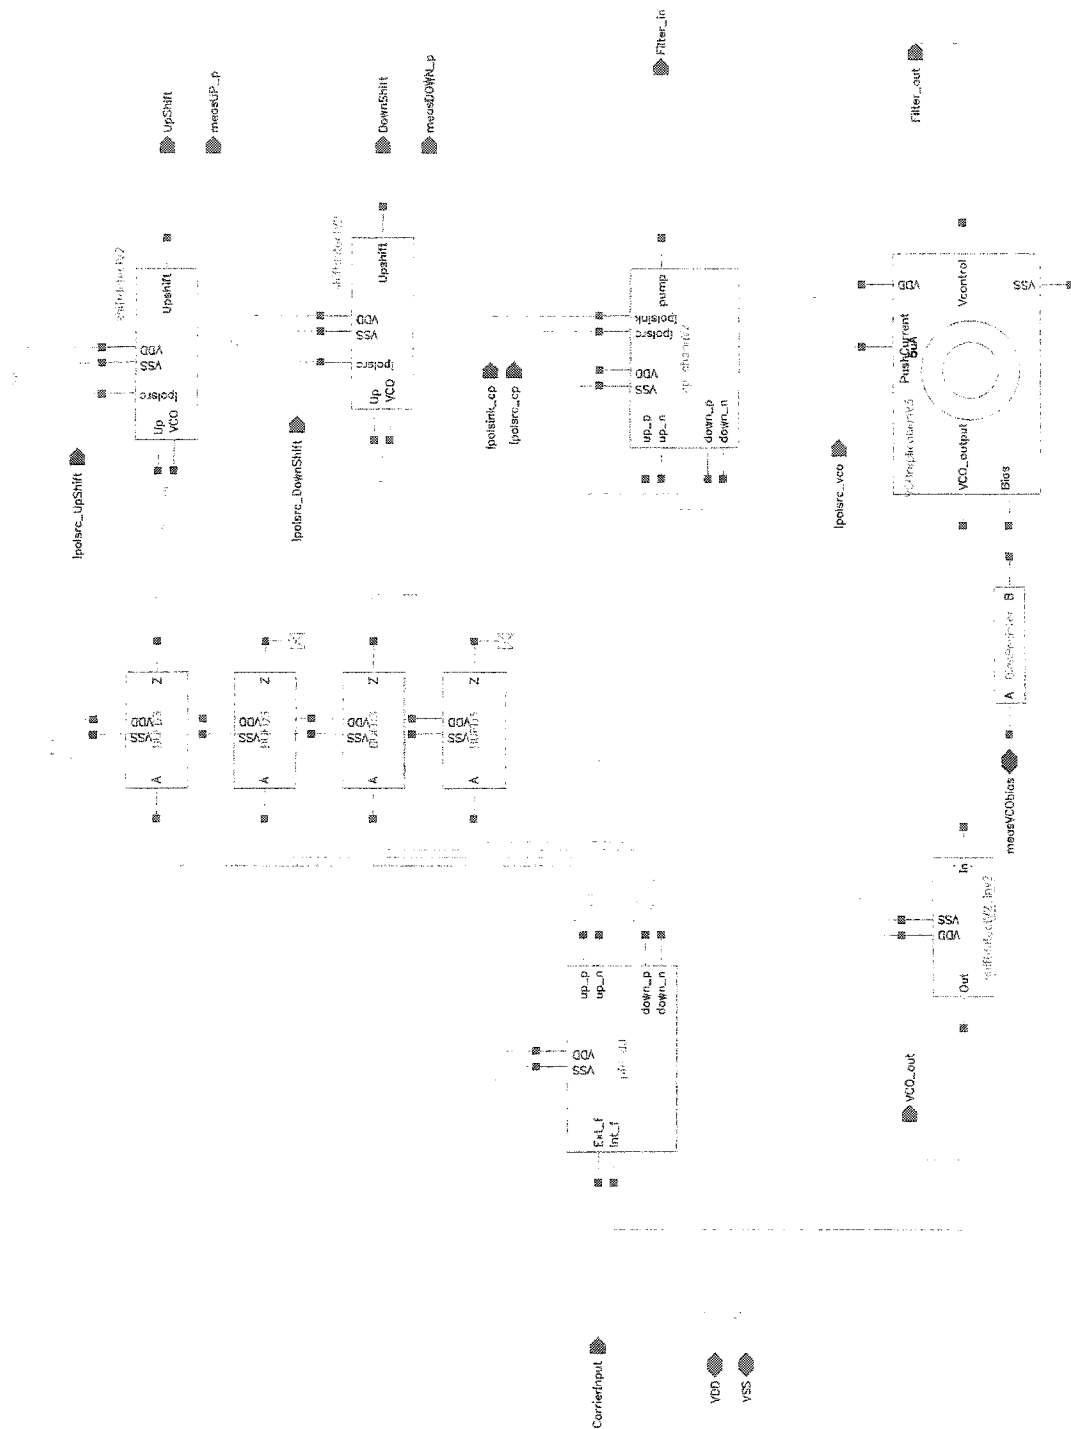 UpShift
measUP_p
DownShift
measDOWN_p
Filter_in
Filter_out
Upshift
VDD
VSS
Ipolsrc
Up
VCO
Ipolsrc_UpShift
Upshift
VDD
VSS
Ipolsrc
Up
VCO
Ipolsrc_DownShift
pump
Ipolsink
Ipolsrc
VDD
VSS
up_p
up_n
down_p
down_n
Ipolsink_cp
Ipolsrc_cp
VDD
PushCurrent
5uA
Vcontrol
VSS
VCO_output
Bias
Ipolsrc_vco
Z
VDD
VSS
A
Z
VDD
VSS
A
Z
VDD
VSS
A
Z
VDD
VSS
A
B
A
measVCObias
up_p
up_n
down_p
down_n
VDD
VSS
Ext_f
Int_f
In
VSS
VDD
Out
VCO_out
CarrierInput
VDD
VSS